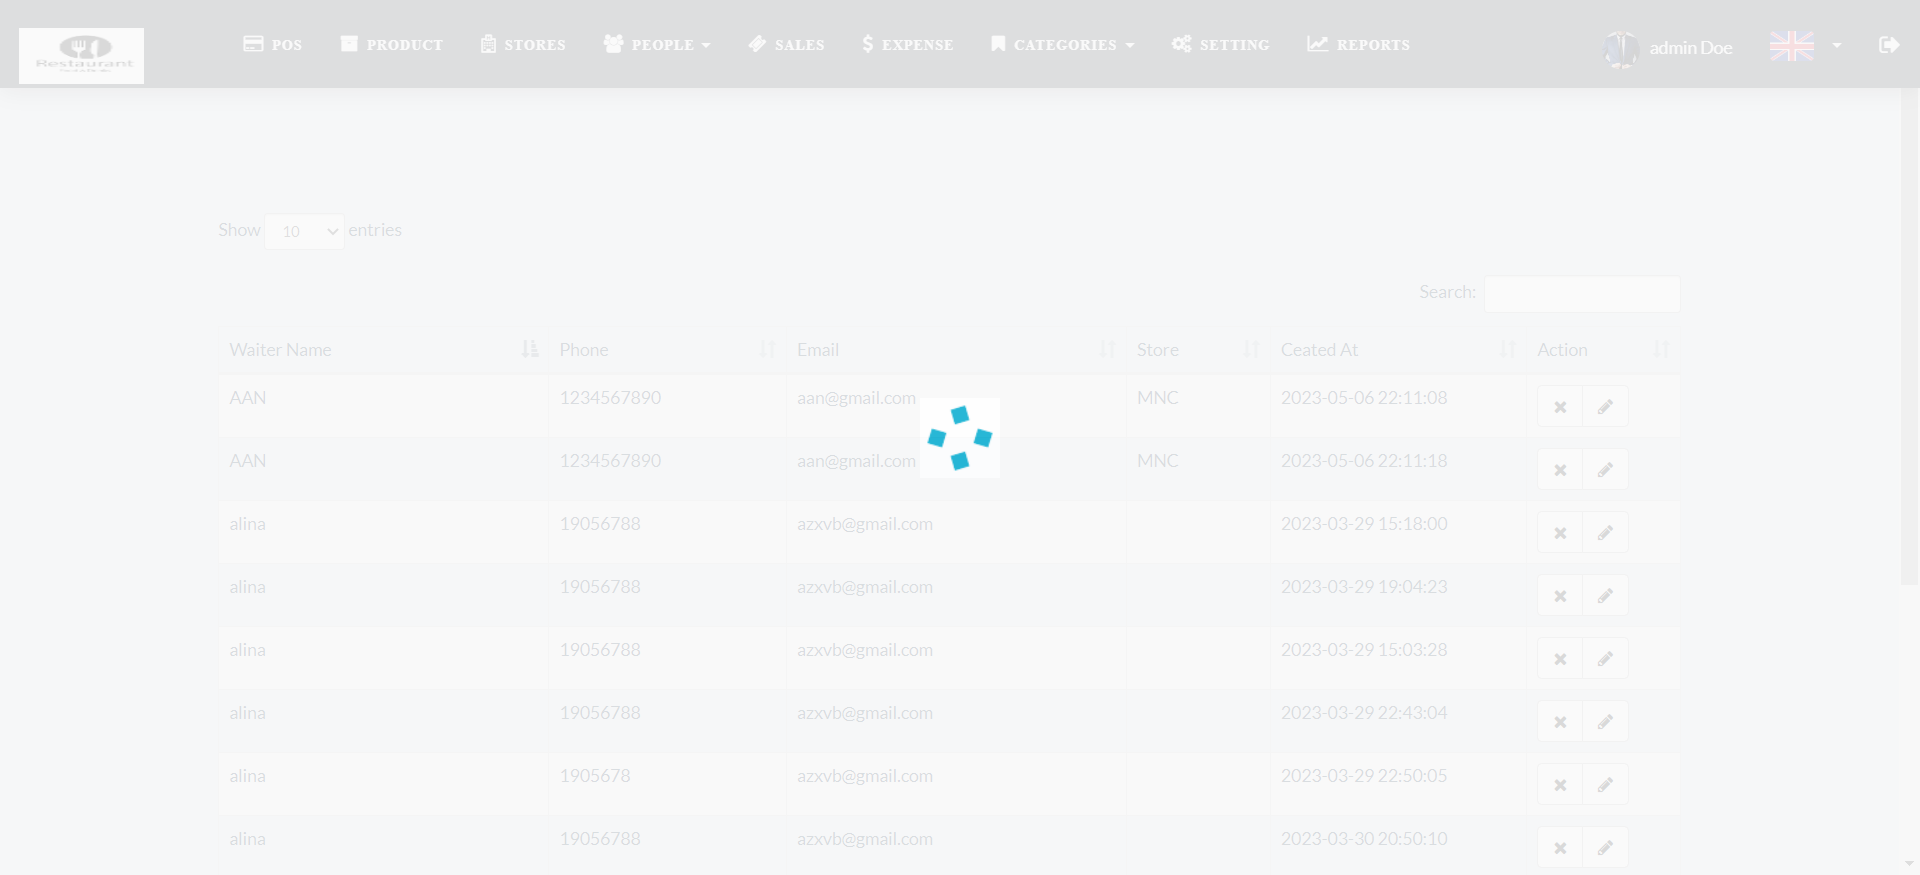 Restaurant
POS PRODUCT STORES PEOPLE SALES EXPENSE CATEGORIES SETTING REPORTS admin Doe
Show 10 entries
Search:
Waiter Name Phone Email Store Ceated At Action
AAN 1234567890 aan@gmail.com MNC 2023-05-06 22:11:08
AAN 1234567890 aan@gmail.com MNC 2023-05-06 22:11:18
alina 19056788 azxvb@gmail.com 2023-03-29 15:18:00
alina 19056788 azxvb@gmail.com 2023-03-29 19:04:23
alina 19056788 azxvb@gmail.com 2023-03-29 15:03:28
alina 19056788 azxvb@gmail.com 2023-03-29 22:43:04
alina 1905678 azxvb@gmail.com 2023-03-29 22:50:05
alina 19056788 azxvb@gmail.com 2023-03-30 20:50:10